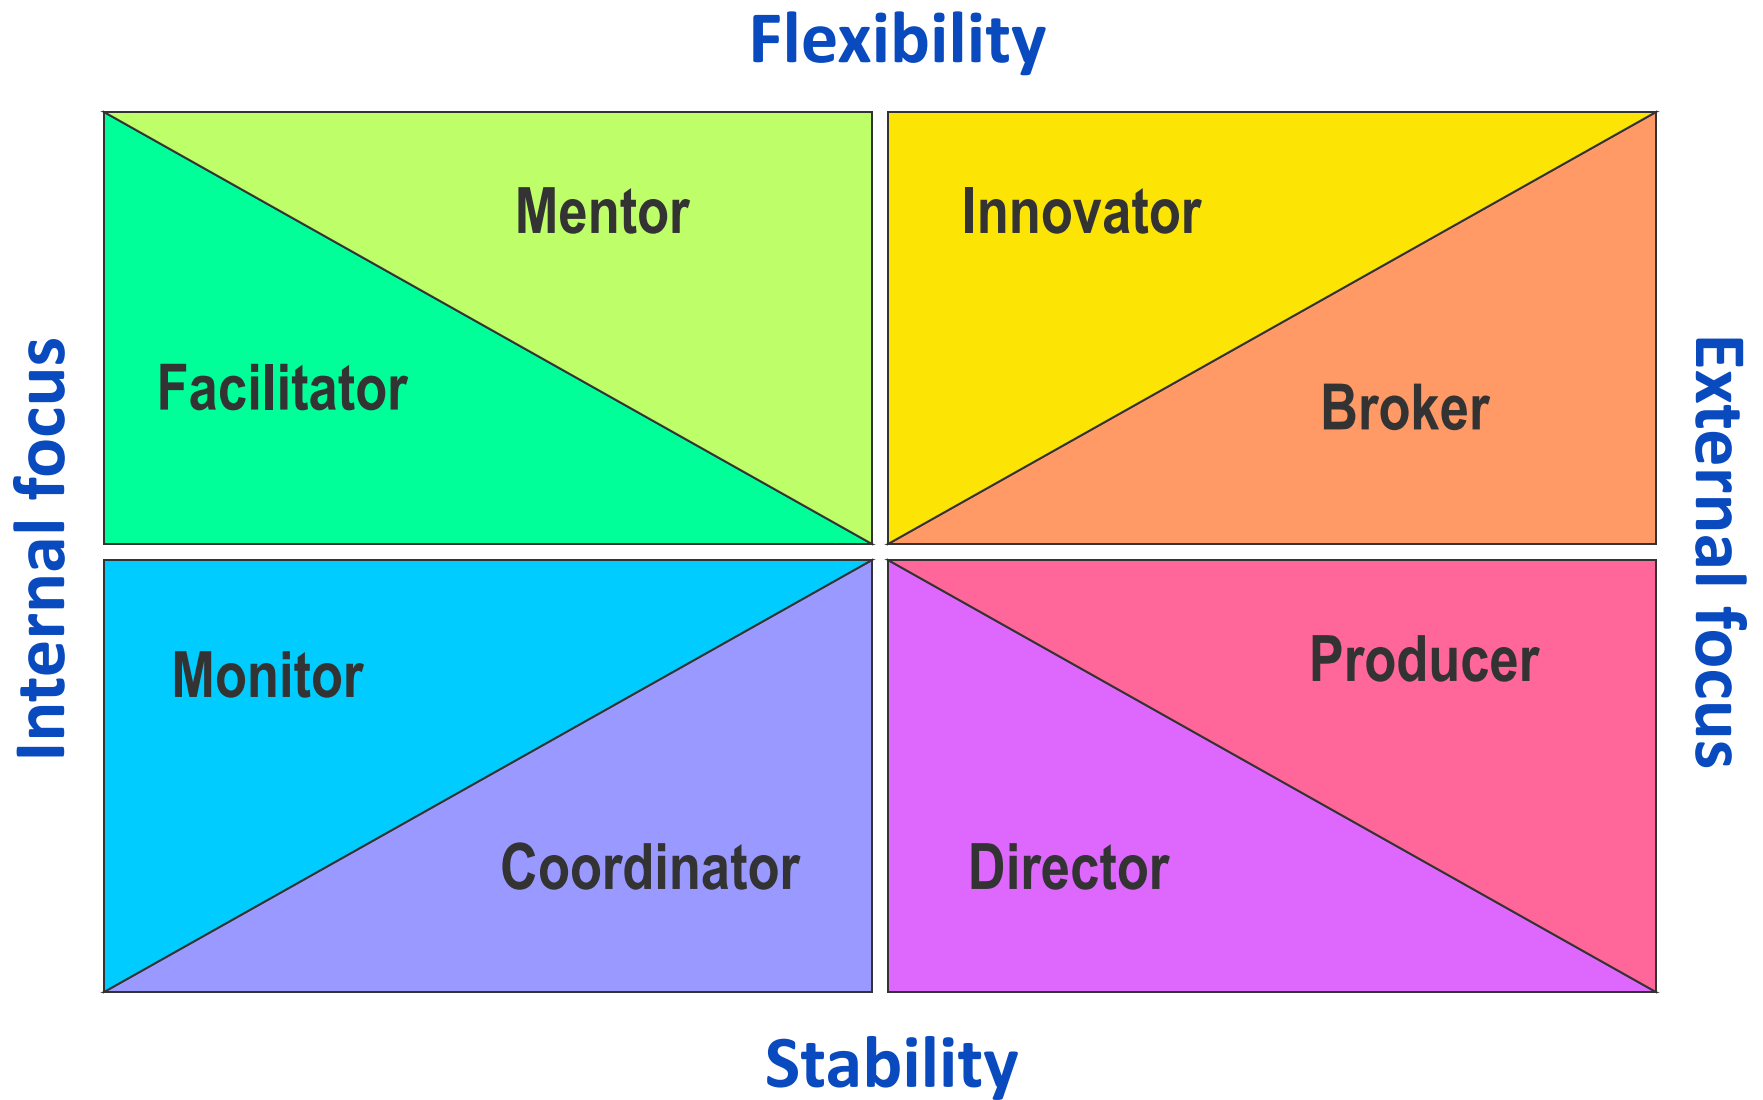 Flexibility
Mentor
Innovator
Facilitator
Broker
Internal focus
External focus
Monitor
Producer
Coordinator
Director
Stability